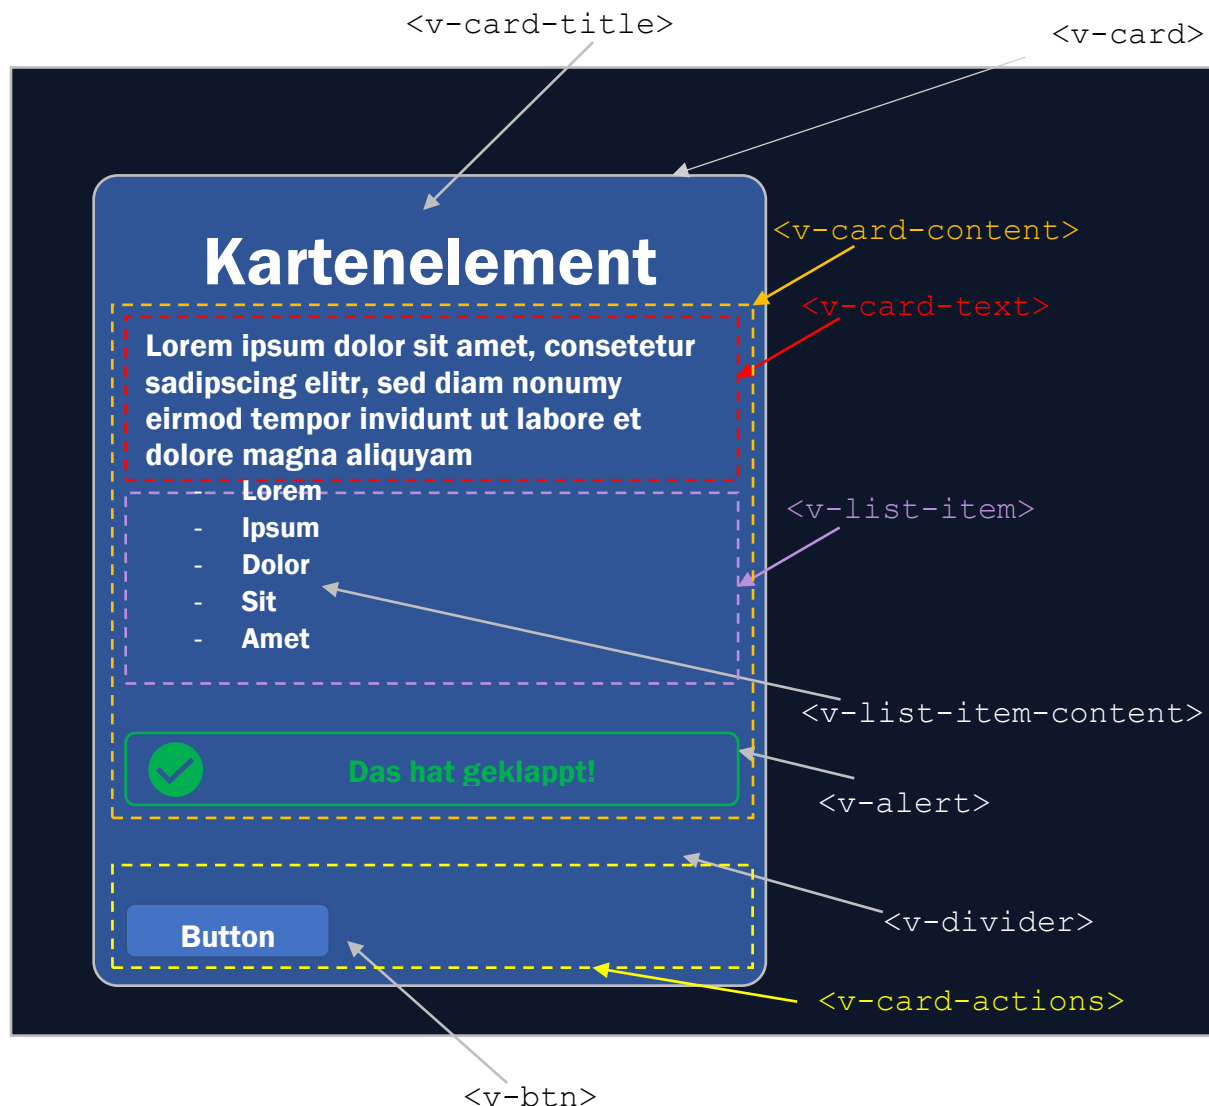 <v-card-title>
<v-card>
Kartenelement
<v-card-content>
<v-card-text>
Lorem ipsum dolor sit amet, consetetur
sadipscing elitr, sed diam nonumy
eirmod tempor invidunt ut labore et
dolore magna aliquyam
- Lorem
- Ipsum
- Dolor
- Sit
- Amet
<v-list-item>
<v-list-item-content>
Das hat geklappt!
<v-alert>
<v-divider>
Button
<v-card-actions>
<v-btn>